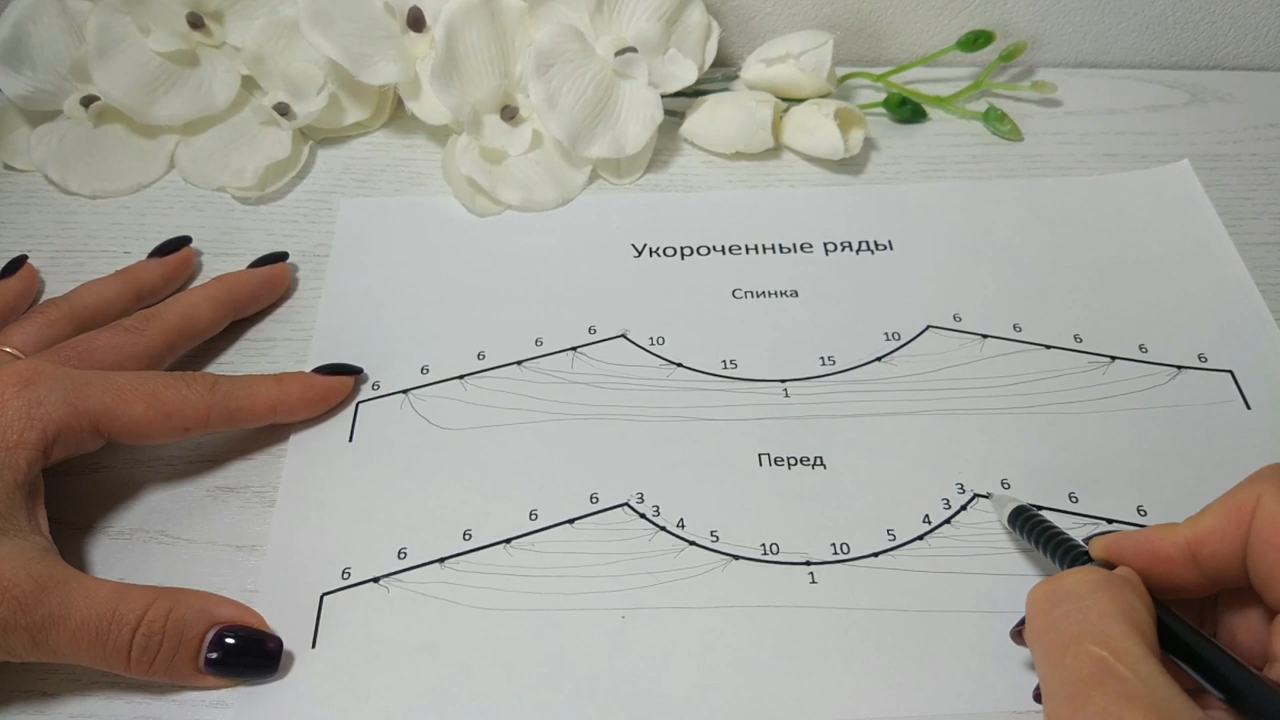 Укороченные ряды
Спинка
6 6 6 6 6 10 15 15 10 6 6 6 6 6
1
Перед
6 6 6 6 6 3 3 4 5 10 10 5 4 3 3 6 6 6
1